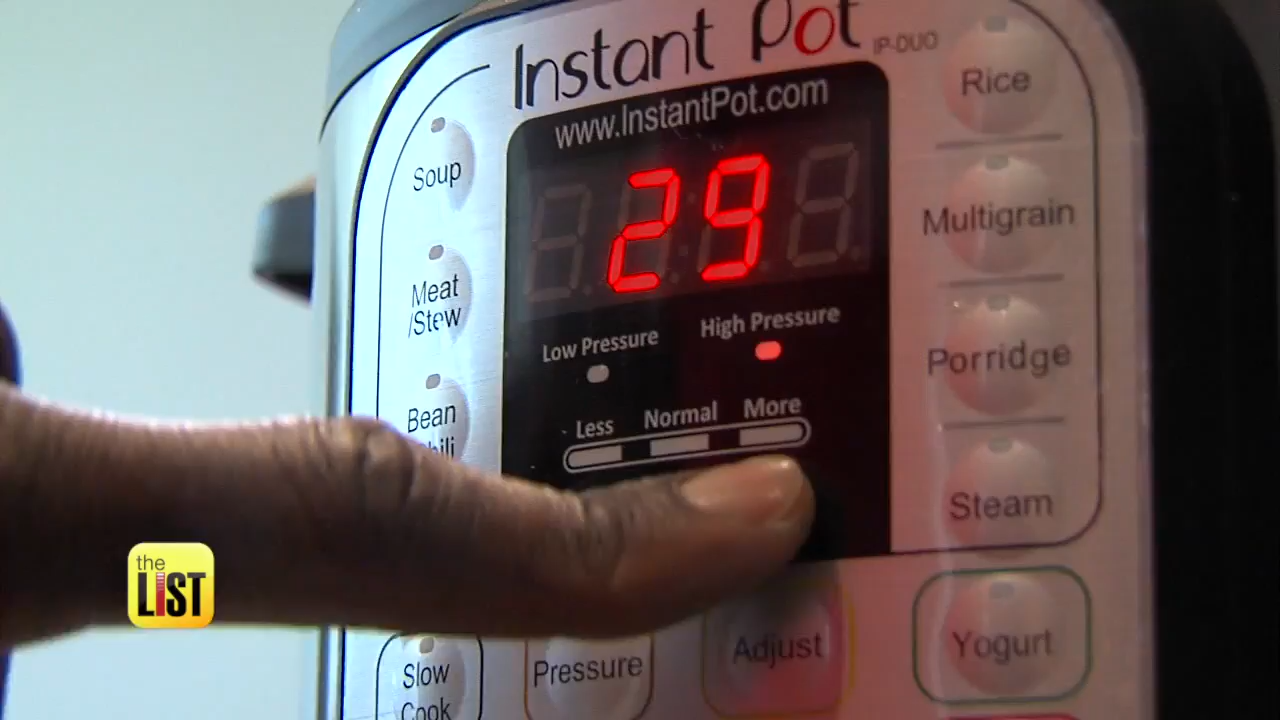 Instant Pot
IP-DUO
www.InstantPot.com
29
Low Pressure
High Pressure
Less
Normal
More
Soup
Meat
/Stew
Bean
Rice
Multigrain
Porridge
Steam
Slow
Cook
Pressure
Adjust
Yogurt
the
LIST